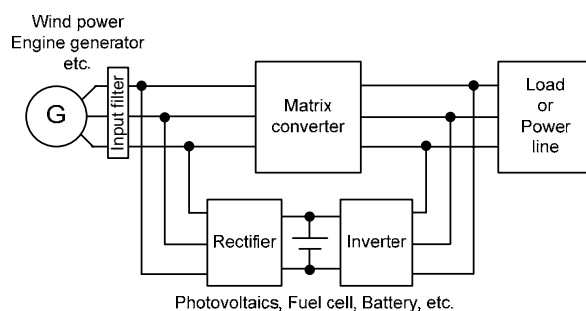 Wind power
Engine generator
etc.
G
Input filter
Matrix
converter
Load
or
Power
line
Rectifier
Inverter
Photovoltaics, Fuel cell, Battery, etc.